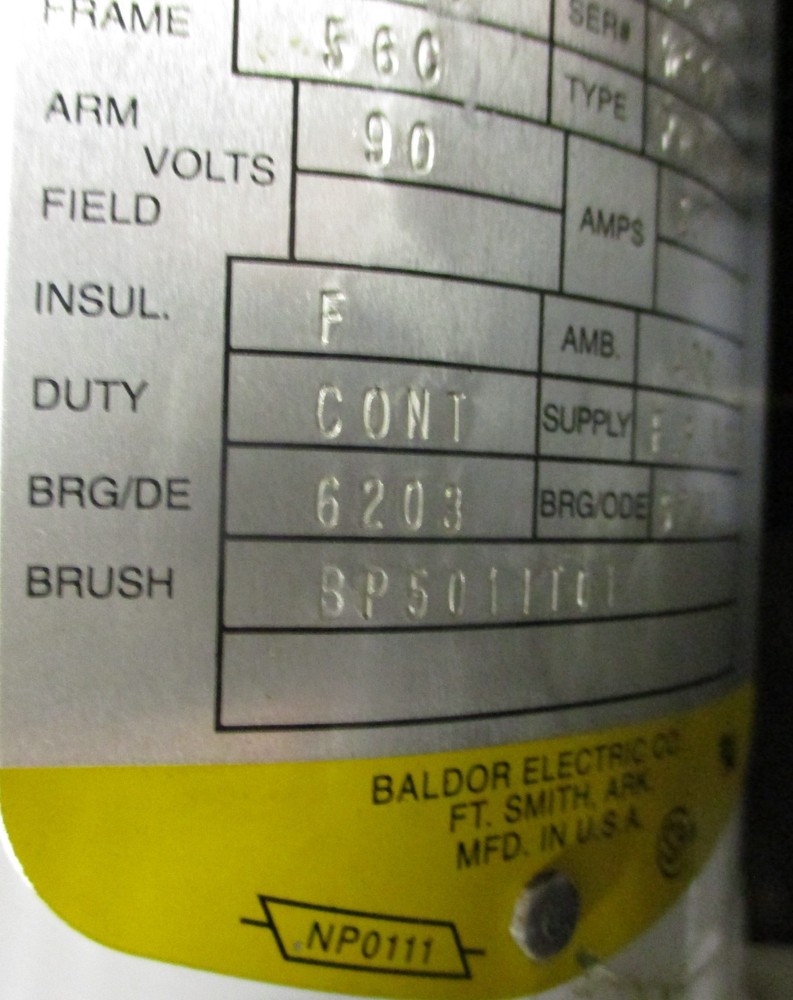 FRAME 560 SER#
TYPE
ARM 90
VOLTS
FIELD AMPS
INSUL. F AMB.
DUTY CONT SUPPLY
BRG/DE 6203 BRG/ODE
BRUSH BP5011T01
BALDOR ELECTRIC CO.
FT. SMITH, ARK.
MFD. IN U.S.A.
NP0111